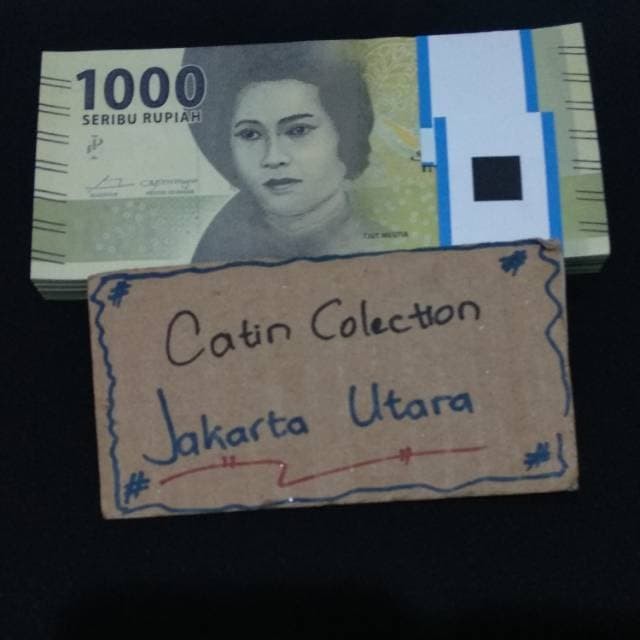 1000
SERIBU RUPIAH
Catin Colection
Jakarta Utara